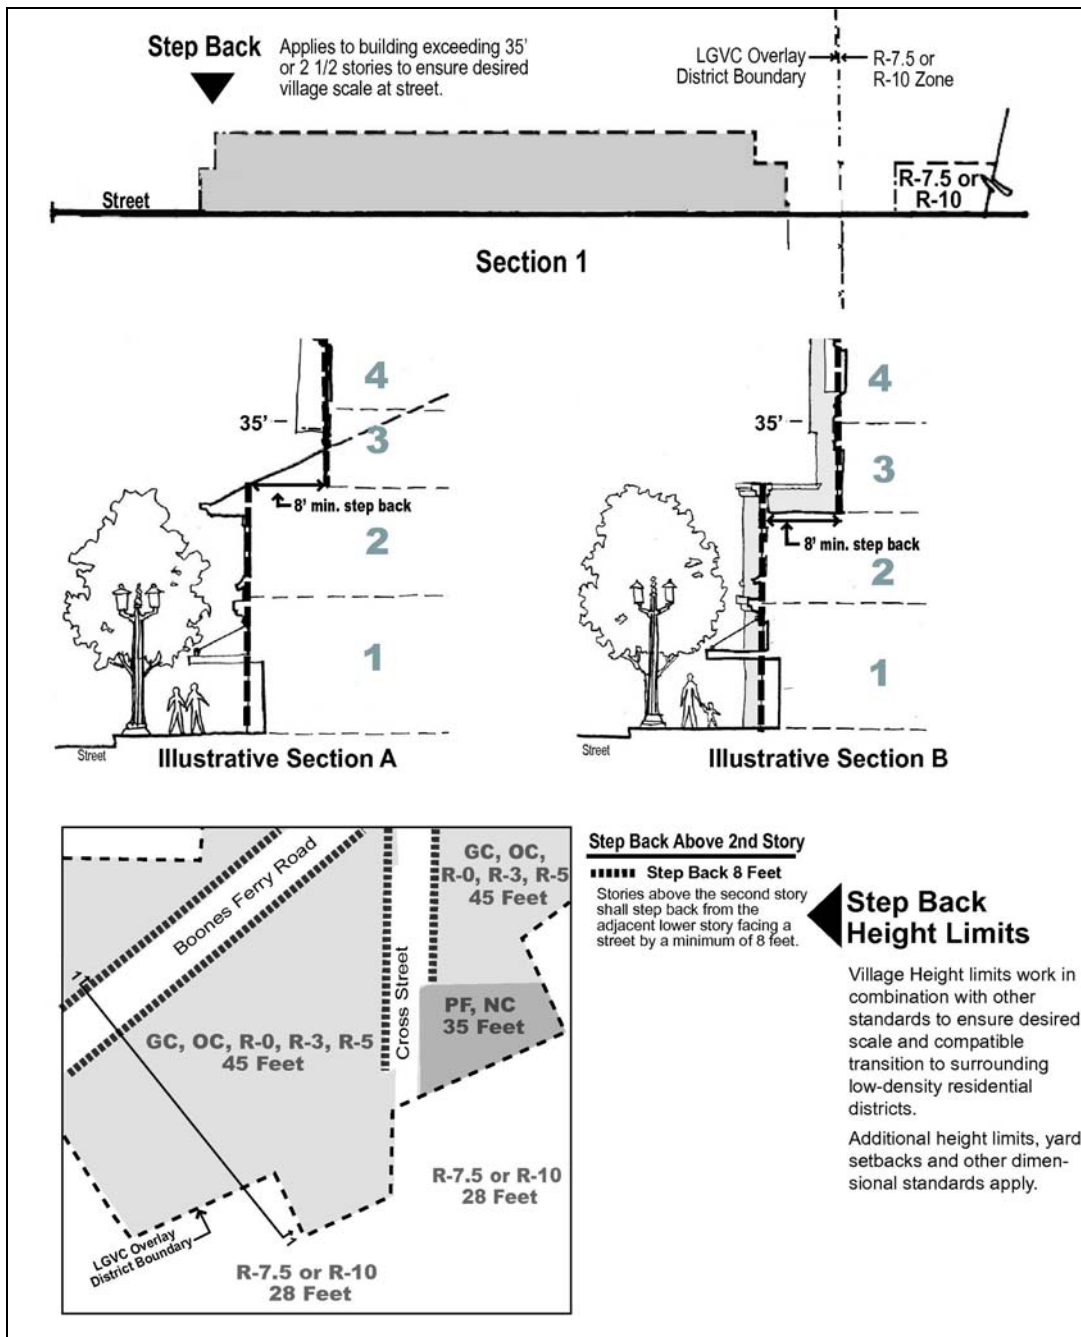 Step Back
Applies to building exceeding 35'
or 2 1/2 stories to ensure desired
village scale at street.
LGVC Overlay
District Boundary
R-7.5 or
R-10 Zone
Street
R-7.5 or
R-10
Section 1
4
35'
3
8' min. step back
2
1
Street
Illustrative Section A
4
35'
3
8' min. step back
2
1
Street
Illustrative Section B
Boones Ferry Road
Cross Street
GC, OC,
R-0, R-3, R-5
45 Feet
PF, NC
35 Feet
1
GC, OC, R-0, R-3, R-5
45 Feet
R-7.5 or R-10
28 Feet
1
LGVC Overlay
District Boundary
R-7.5 or R-10
28 Feet
Step Back Above 2nd Story
Step Back 8 Feet
Stories above the second story
shall step back from the
adjacent lower story facing a
street by a minimum of 8 feet.
Step Back
Height Limits
Village Height limits work in
combination with other
standards to ensure desired
scale and compatible
transition to surrounding
low-density residential
districts.
Additional height limits, yard
setbacks and other dimen-
sional standards apply.